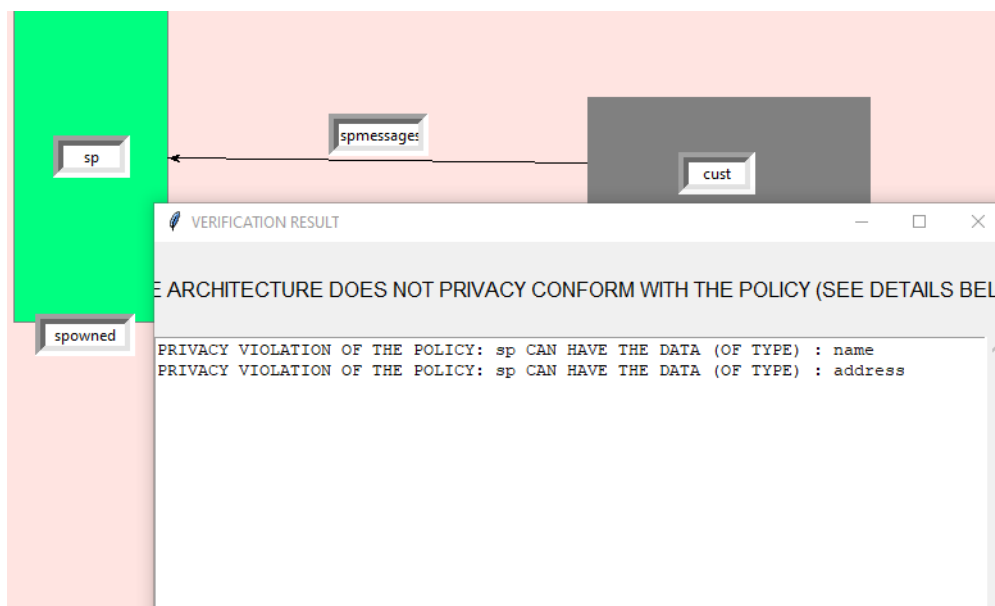 spmessages
sp
cust
VERIFICATION RESULT
E ARCHITECTURE DOES NOT PRIVACY CONFORM WITH THE POLICY (SEE DETAILS BEL
spowned
PRIVACY VIOLATION OF THE POLICY: sp CAN HAVE THE DATA (OF TYPE) : name
PRIVACY VIOLATION OF THE POLICY: sp CAN HAVE THE DATA (OF TYPE) : address